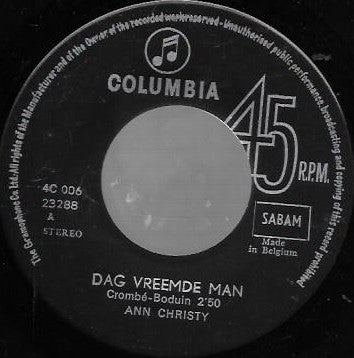 The Gramophone Co. Ltd. All rights of the Manufacturer and of the Owner of the recorded work reserved - Unauthorised public performance, broadcasting and copying of this record prohibited
COLUMBIA
45
R.P.M.
4C 006
23288
A
STEREO
SABAM
Made
in Belgium
DAG VREEMDE MAN
Crombé-Boduin 2'50
ANN CHRISTY